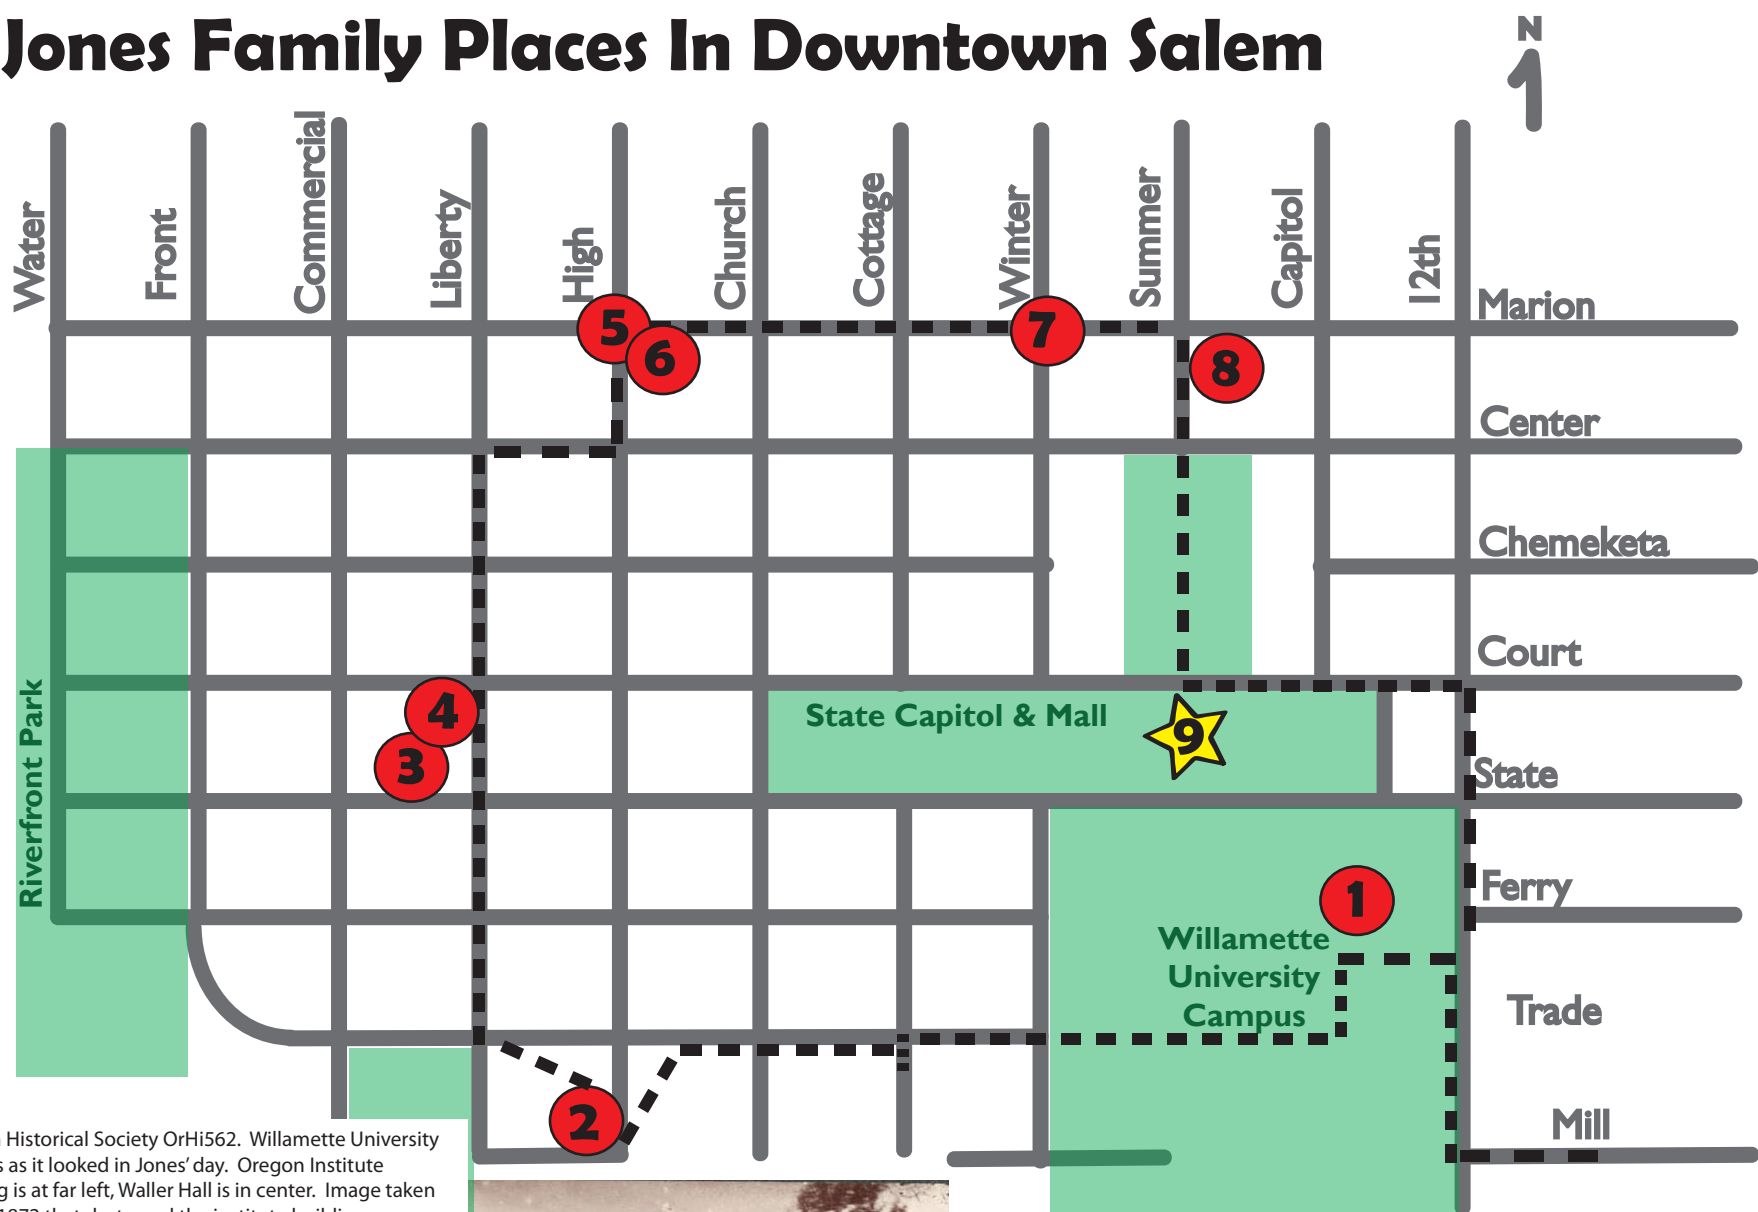 Jones Family Places In Downtown Salem
N
Water
Front
Commercial
Liberty
High
Church
Cottage
Winter
Summer
Capitol
12th
Marion
5
6
7
8
Center
Chemeketa
Court
4
State Capitol & Mall
9
3
State
Riverfront Park
1
Ferry
Willamette
University
Campus
Trade
2
Mill
Historical Society OrHi562. Willamette University
as it looked in Jones’ day. Oregon Institute
is at far left, Waller Hall is in center. Image taken